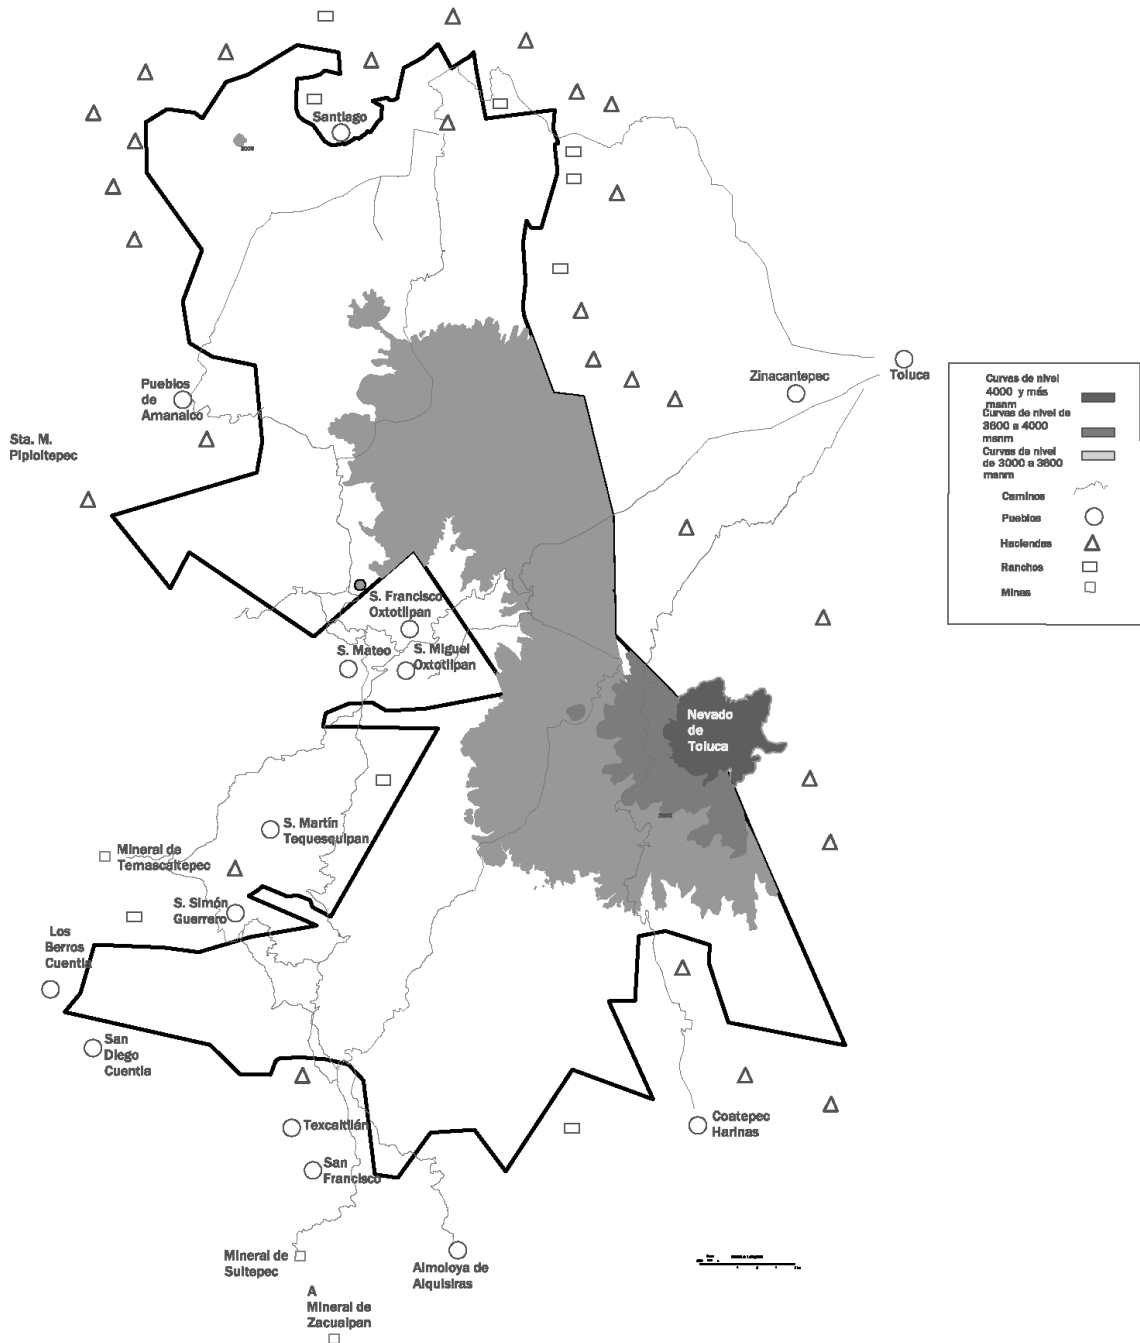 Santiago
Pueblos
de
Amanalco
Sta. M.
Pipioltepec
Zinacantepec
Toluca
Curvas de nivel
4000 y más
msnm
Curvas de nivel de
3600 a 4000
msnm
Curvas de nivel
de 3000 a 3600
msnm
Caminos
Pueblos
Haciendas
Ranchos
Minas
S. Francisco
Oxtotilpan
S. Mateo
S. Miguel
Oxtotilpan
Nevado
de
Toluca
S. Martín
Tequesquipan
Mineral de
Temascaltepec
S. Simón
Guerrero
Los
Berros
Cuentla
San
Diego
Cuentla
Texcaltitlán
San
Francisco
Coatepec
Harinas
Mineral de
Sultepec
Almoloya de
Alquisiras
A
Mineral de
Zacualpan